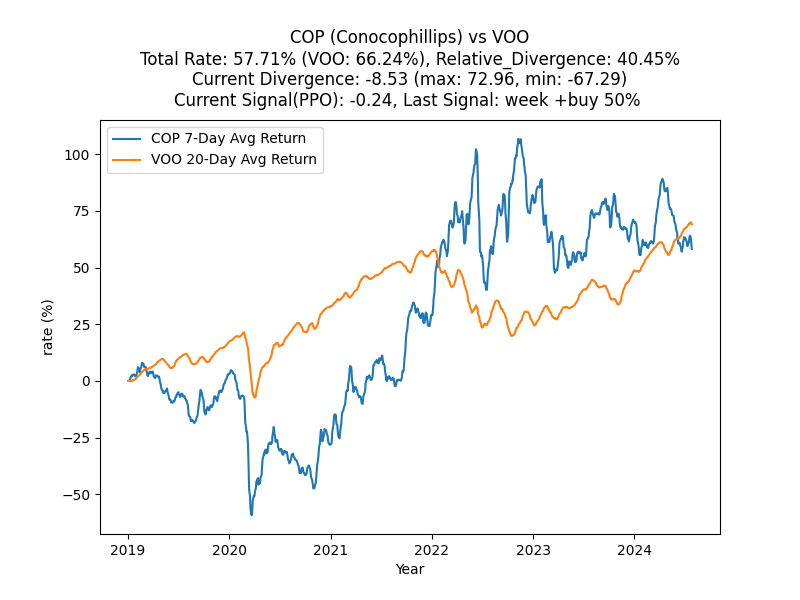 COP (Conocophillips) vs VOO
Total Rate: 57.71% (VOO: 66.24%), Relative_Divergence: 40.45%
Current Divergence: -8.53 (max: 72.96, min: -67.29)
Current Signal(PPO): -0.24, Last Signal: week +buy 50%
COP 7-Day Avg Return
VOO 20-Day Avg Return
rate (%)
100
75
50
25
0
−25
−50
2019 2020 2021 2022 2023 2024
Year